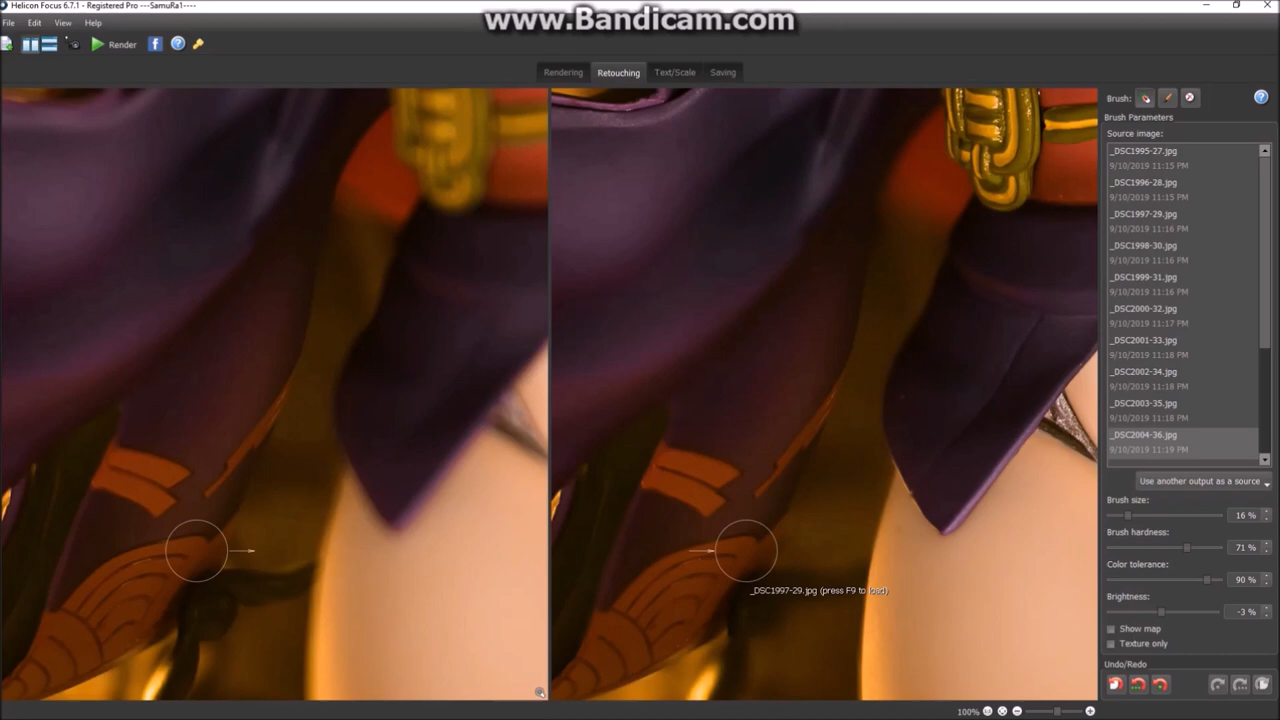 Helicon Focus 6.7.1 - Registered Pro ---SamuRa1----
www.Bandicam.com
File Edit View Help
Render
Rendering Retouching Text/Scale Saving
Brush:
Brush Parameters
Source image:
_DSC1995-27.jpg
9/10/2019 11:15 PM
_DSC1996-28.jpg
9/10/2019 11:15 PM
_DSC1997-29.jpg
9/10/2019 11:16 PM
_DSC1998-30.jpg
9/10/2019 11:16 PM
_DSC1999-31.jpg
9/10/2019 11:16 PM
_DSC2000-32.jpg
9/10/2019 11:17 PM
_DSC2001-33.jpg
9/10/2019 11:18 PM
_DSC2002-34.jpg
9/10/2019 11:18 PM
_DSC2003-35.jpg
9/10/2019 11:18 PM
_DSC2004-36.jpg
9/10/2019 11:19 PM
Use another output as a source
Brush size:
16 %
Brush hardness:
71 %
Color tolerance:
90 %
_DSC1997-29.jpg (press F9 to load)
Brightness:
-3 %
Show map
Texture only
Undo/Redo
100%